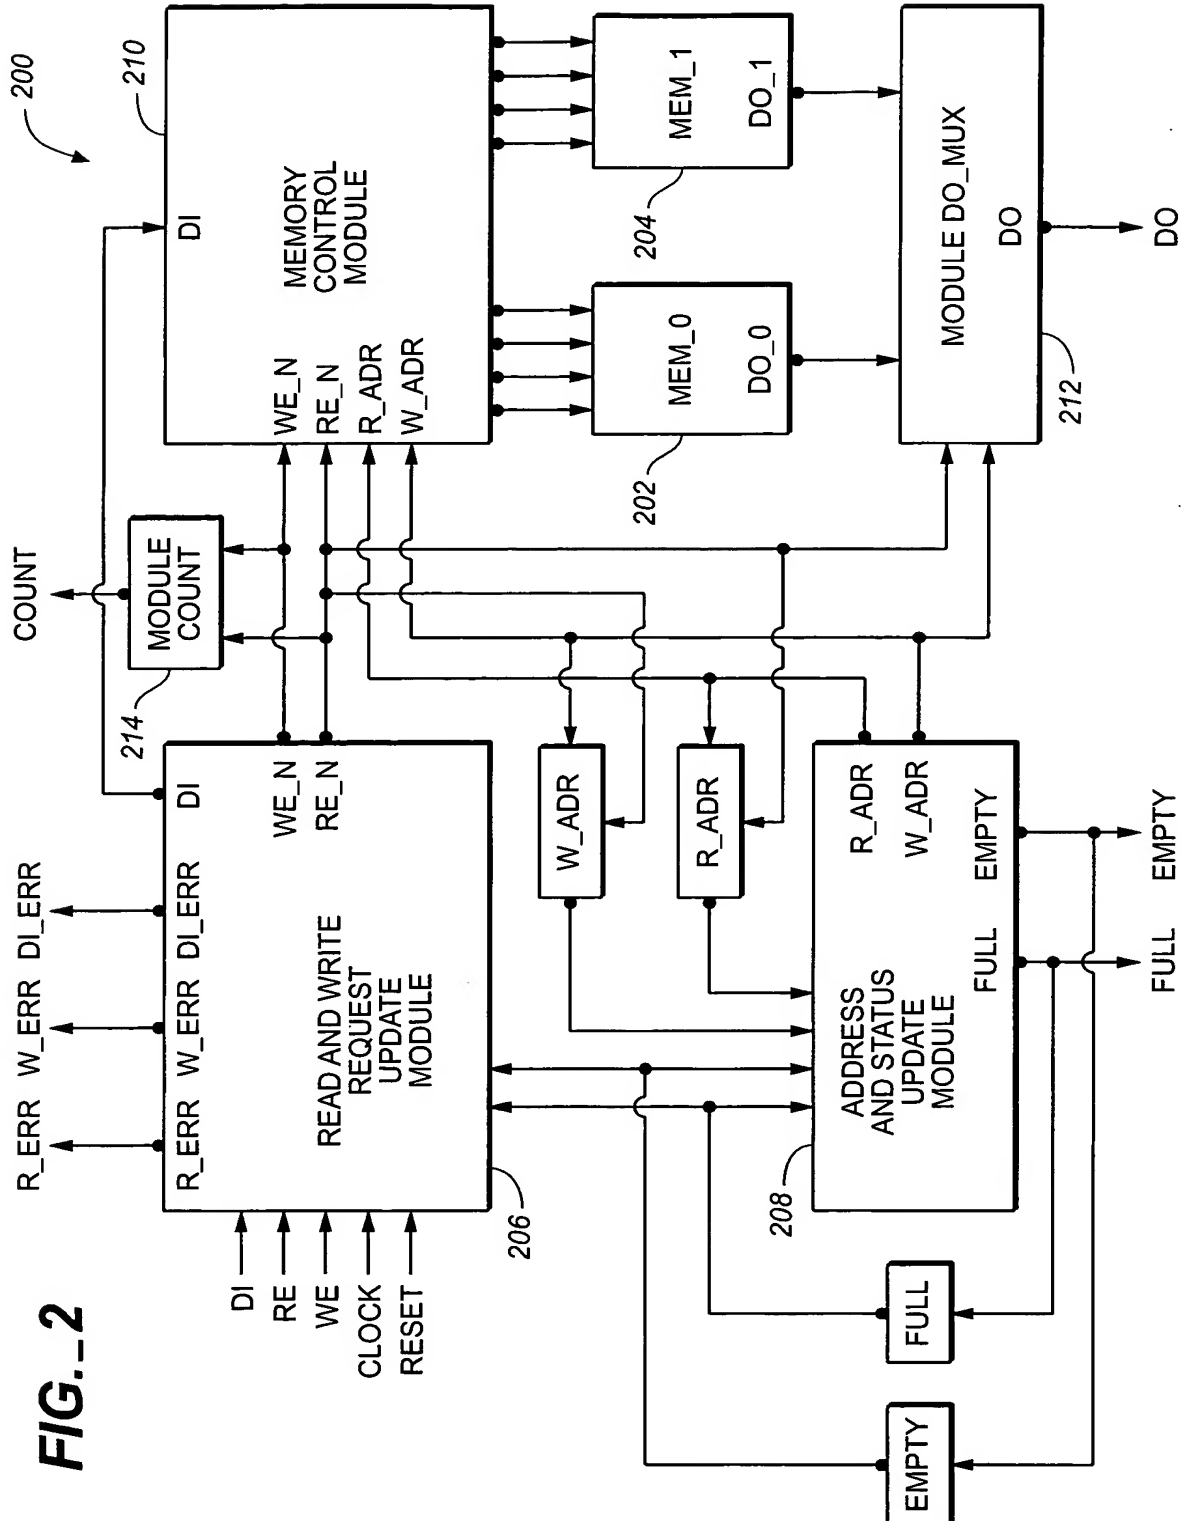 FIG._2
200
R_ERR
W_ERR
DI_ERR
COUNT
R_ERR
W_ERR
DI_ERR
DI
READ AND WRITE
REQUEST
UPDATE
MODULE
WE_N
RE_N
206
DI
RE
WE
CLOCK
RESET
MODULE
COUNT
214
DI
MEMORY
CONTROL
MODULE
WE_N
RE_N
R_ADR
W_ADR
210
W_ADR
R_ADR
MEM_0
DO_0
202
MEM_1
DO_1
204
ADDRESS
AND STATUS
UPDATE
MODULE
R_ADR
W_ADR
FULL
EMPTY
208
MODULE DO_MUX
DO
212
FULL
EMPTY
FULL
EMPTY
DO